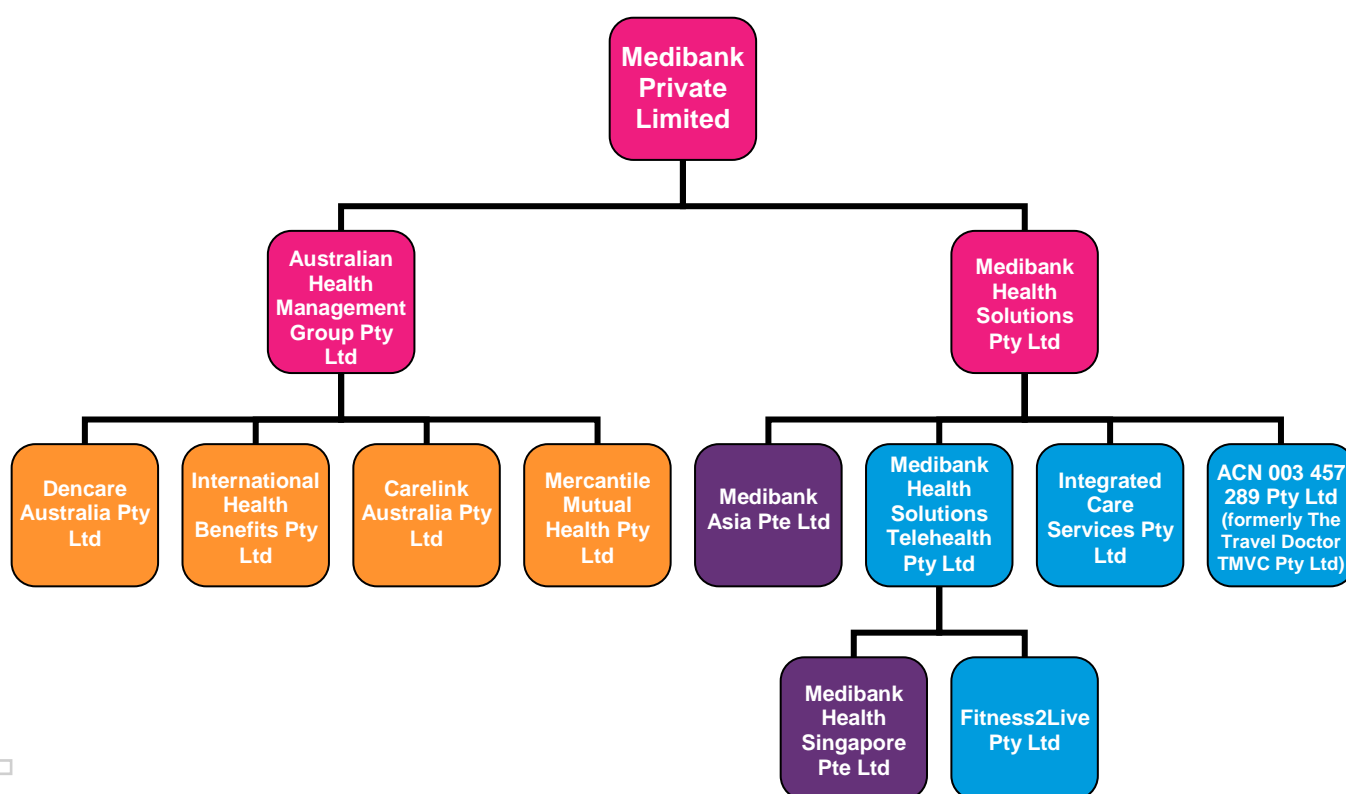 Medibank
Private
Limited
Australian
Health
Management
Group Pty
Ltd
Medibank
Health
Solutions
Pty Ltd
Dencare
Australia Pty
Ltd
International
Health
Benefits Pty
Ltd
Carelink
Australia Pty
Ltd
Mercantile
Mutual
Health Pty
Ltd
Medibank
Asia Pte Ltd
Medibank
Health
Solutions
Telehealth
Pty Ltd
Integrated
Care
Services Pty
Ltd
ACN 003 457
289 Pty Ltd
(formerly The
Travel Doctor
TMVC Pty Ltd)
Medibank
Health
Singapore
Pte Ltd
Fitness2Live
Pty Ltd